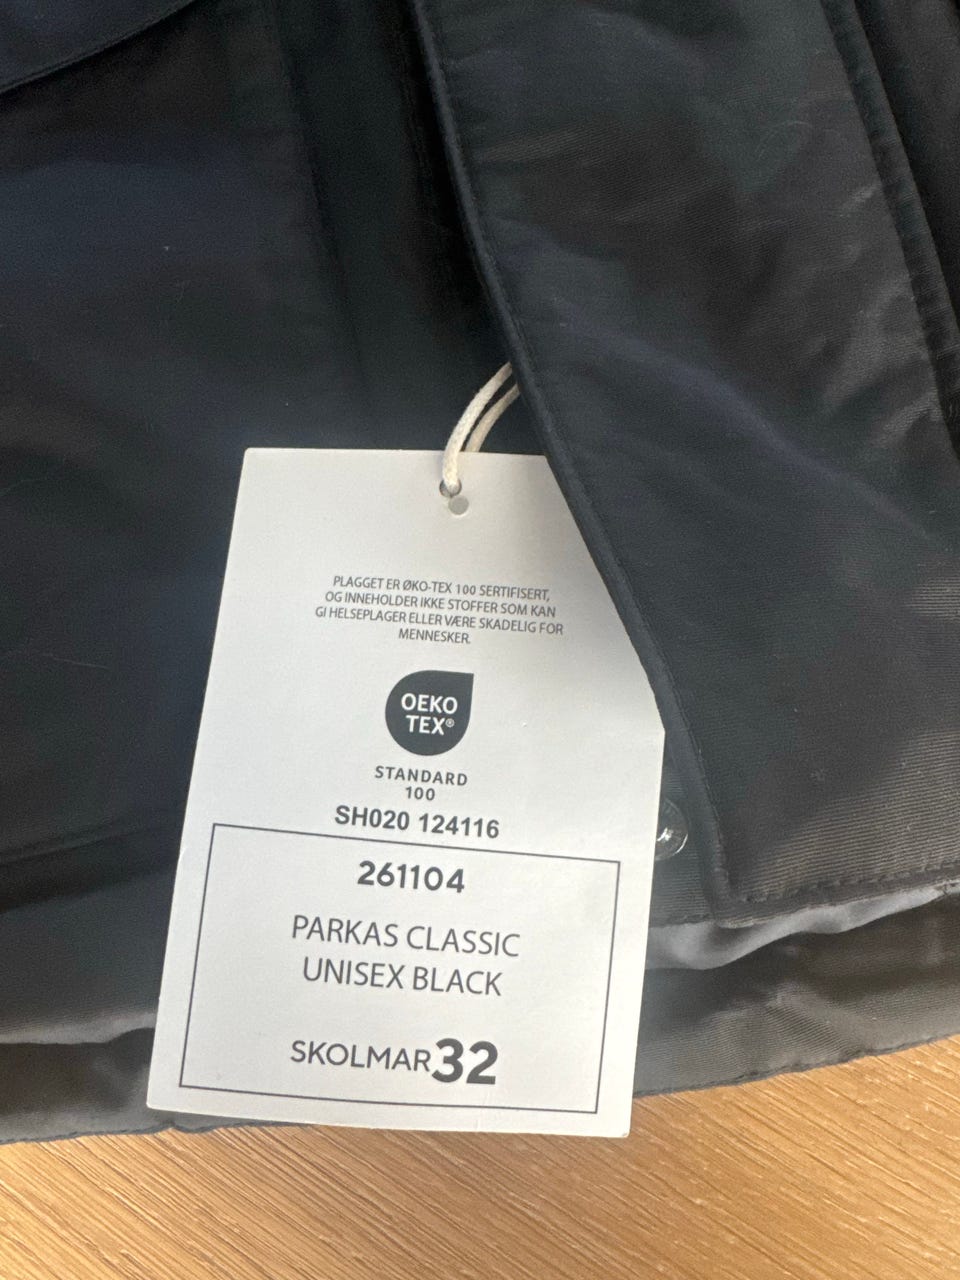 PLAGGET ER ØKO-TEX 100 SERTIFISERT,
OG INNEHOLDER IKKE STOFFER SOM KAN
GI HELSEPLAGER ELLER VÆRE SKADELIG FOR
MENNESKER.
OEKO
TEX®
STANDARD
100
SH020 124116
261104
PARKAS CLASSIC
UNISEX BLACK
SKOLMAR32